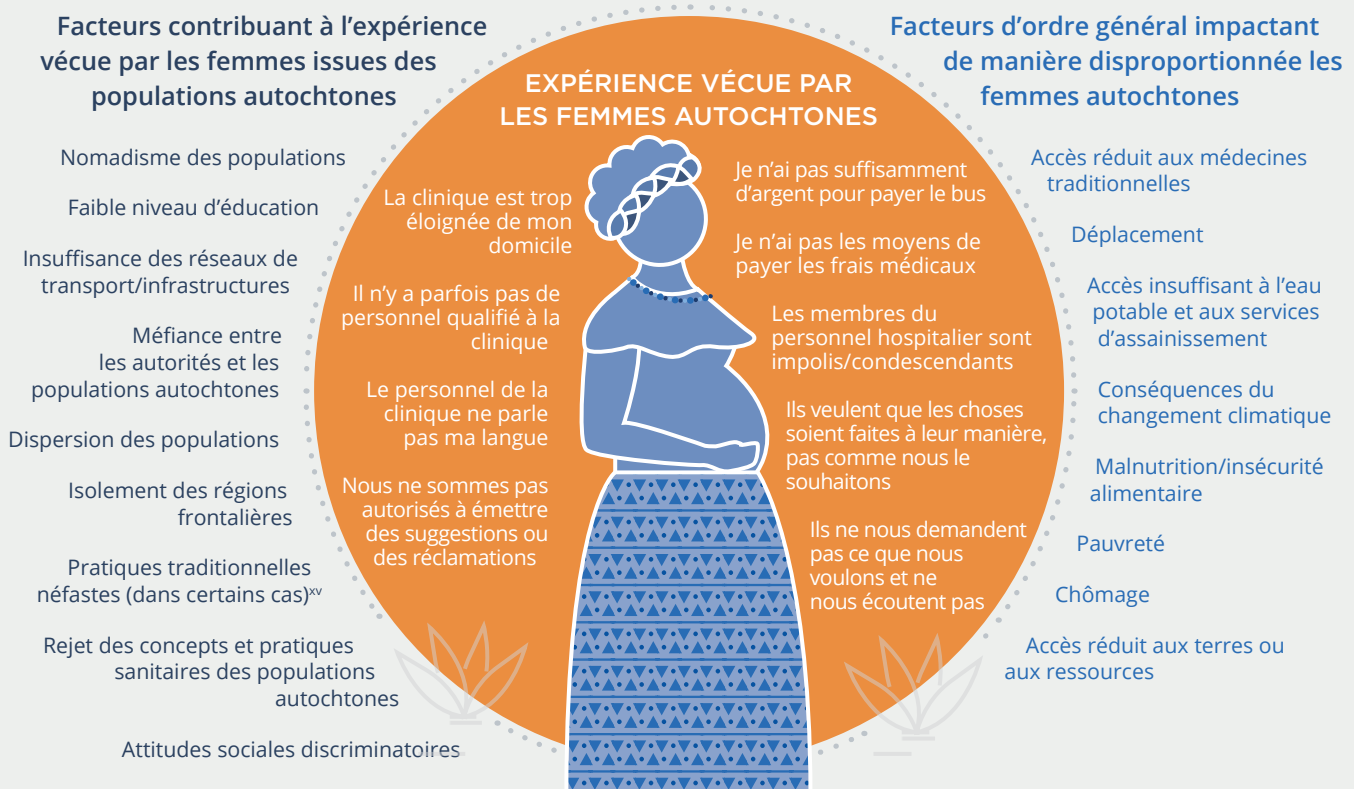 Facteurs contribuant à l'expérience
vécue par les femmes issues des
populations autochtones
Nomadisme des populations
Faible niveau d'éducation
Insuffisance des réseaux de
transport/infrastructures
Méfiance entre
les autorités et les
populations autochtones
Dispersion des populations
Isolement des régions
frontalières
Pratiques traditionnelles
néfastes (dans certains cas)ˣᵛ
Rejet des concepts et pratiques
sanitaires des populations
autochtones
Attitudes sociales discriminatoires
EXPÉRIENCE VÉCUE PAR
LES FEMMES AUTOCHTONES
La clinique est trop
éloignée de mon
domicile
Il n'y a parfois pas de
personnel qualifié à la
clinique
Le personnel de la
clinique ne parle
pas ma langue
Nous ne sommes pas
autorisés à émettre
des suggestions ou
des réclamations
Je n'ai pas suffisamment
d'argent pour payer le bus
Je n'ai pas les moyens de
payer les frais médicaux
Les membres du
personnel hospitalier sont
impolis/condescendants
Ils veulent que les choses
soient faites à leur manière,
pas comme nous le
souhaitons
Ils ne nous demandent
pas ce que nous
voulons et ne
nous écoutent pas
Facteurs d'ordre général impactant
de manière disproportionnée les
femmes autochtones
Accès réduit aux médecines
traditionnelles
Déplacement
Accès insuffisant à l'eau
potable et aux services
d'assainissement
Conséquences du
changement climatique
Malnutrition/insécurité
alimentaire
Pauvreté
Chômage
Accès réduit aux terres ou
aux ressources